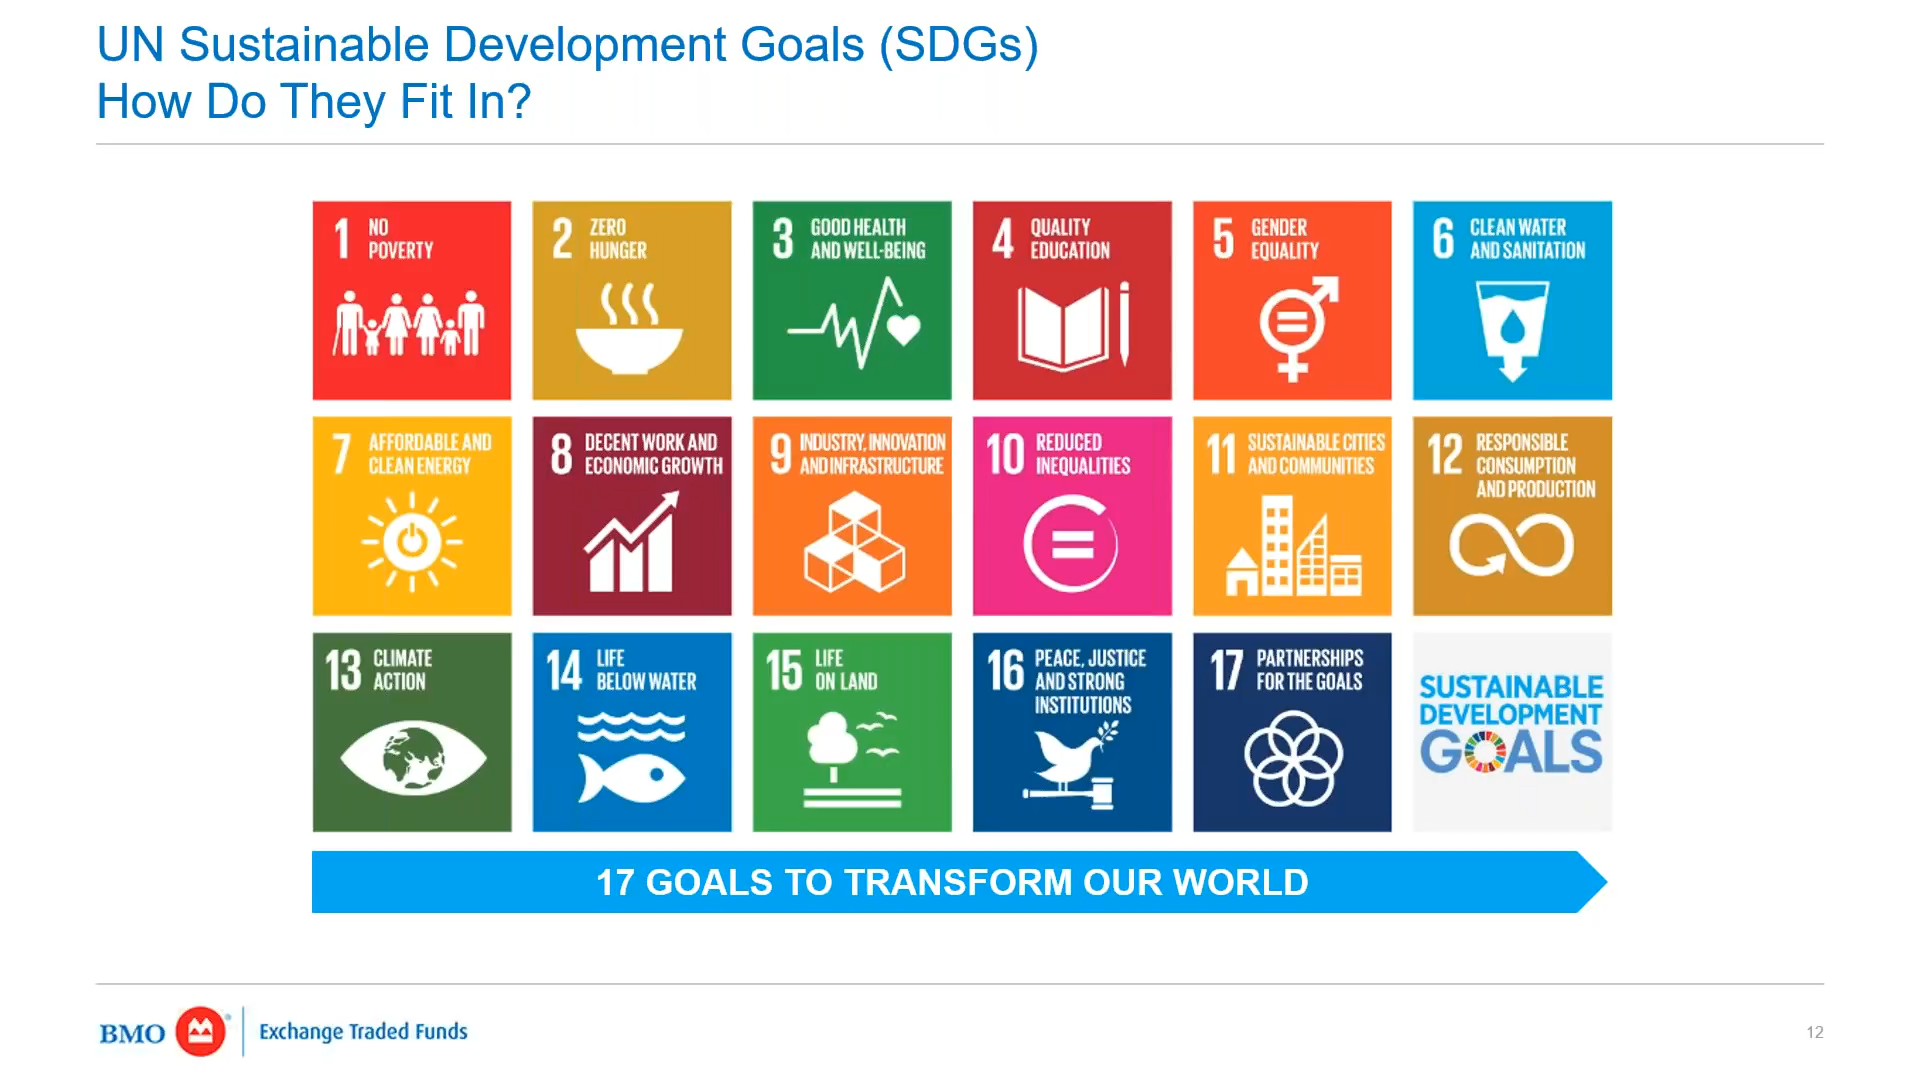 UN Sustainable Development Goals (SDGs)
How Do They Fit In?
1 NO
POVERTY
2 ZERO
HUNGER
3 GOOD HEALTH
AND WELL-BEING
4 QUALITY
EDUCATION
5 GENDER
EQUALITY
6 CLEAN WATER
AND SANITATION
7 AFFORDABLE AND
CLEAN ENERGY
8 DECENT WORK AND
ECONOMIC GROWTH
9 INDUSTRY, INNOVATION
AND INFRASTRUCTURE
10 REDUCED
INEQUALITIES
11 SUSTAINABLE CITIES
AND COMMUNITIES
12 RESPONSIBLE
CONSUMPTION
AND PRODUCTION
13 CLIMATE
ACTION
14 LIFE
BELOW WATER
15 LIFE
ON LAND
16 PEACE, JUSTICE
AND STRONG
INSTITUTIONS
17 PARTNERSHIPS
FOR THE GOALS
SUSTAINABLE
DEVELOPMENT
GOALS
17 GOALS TO TRANSFORM OUR WORLD
BMO ® Exchange Traded Funds
12